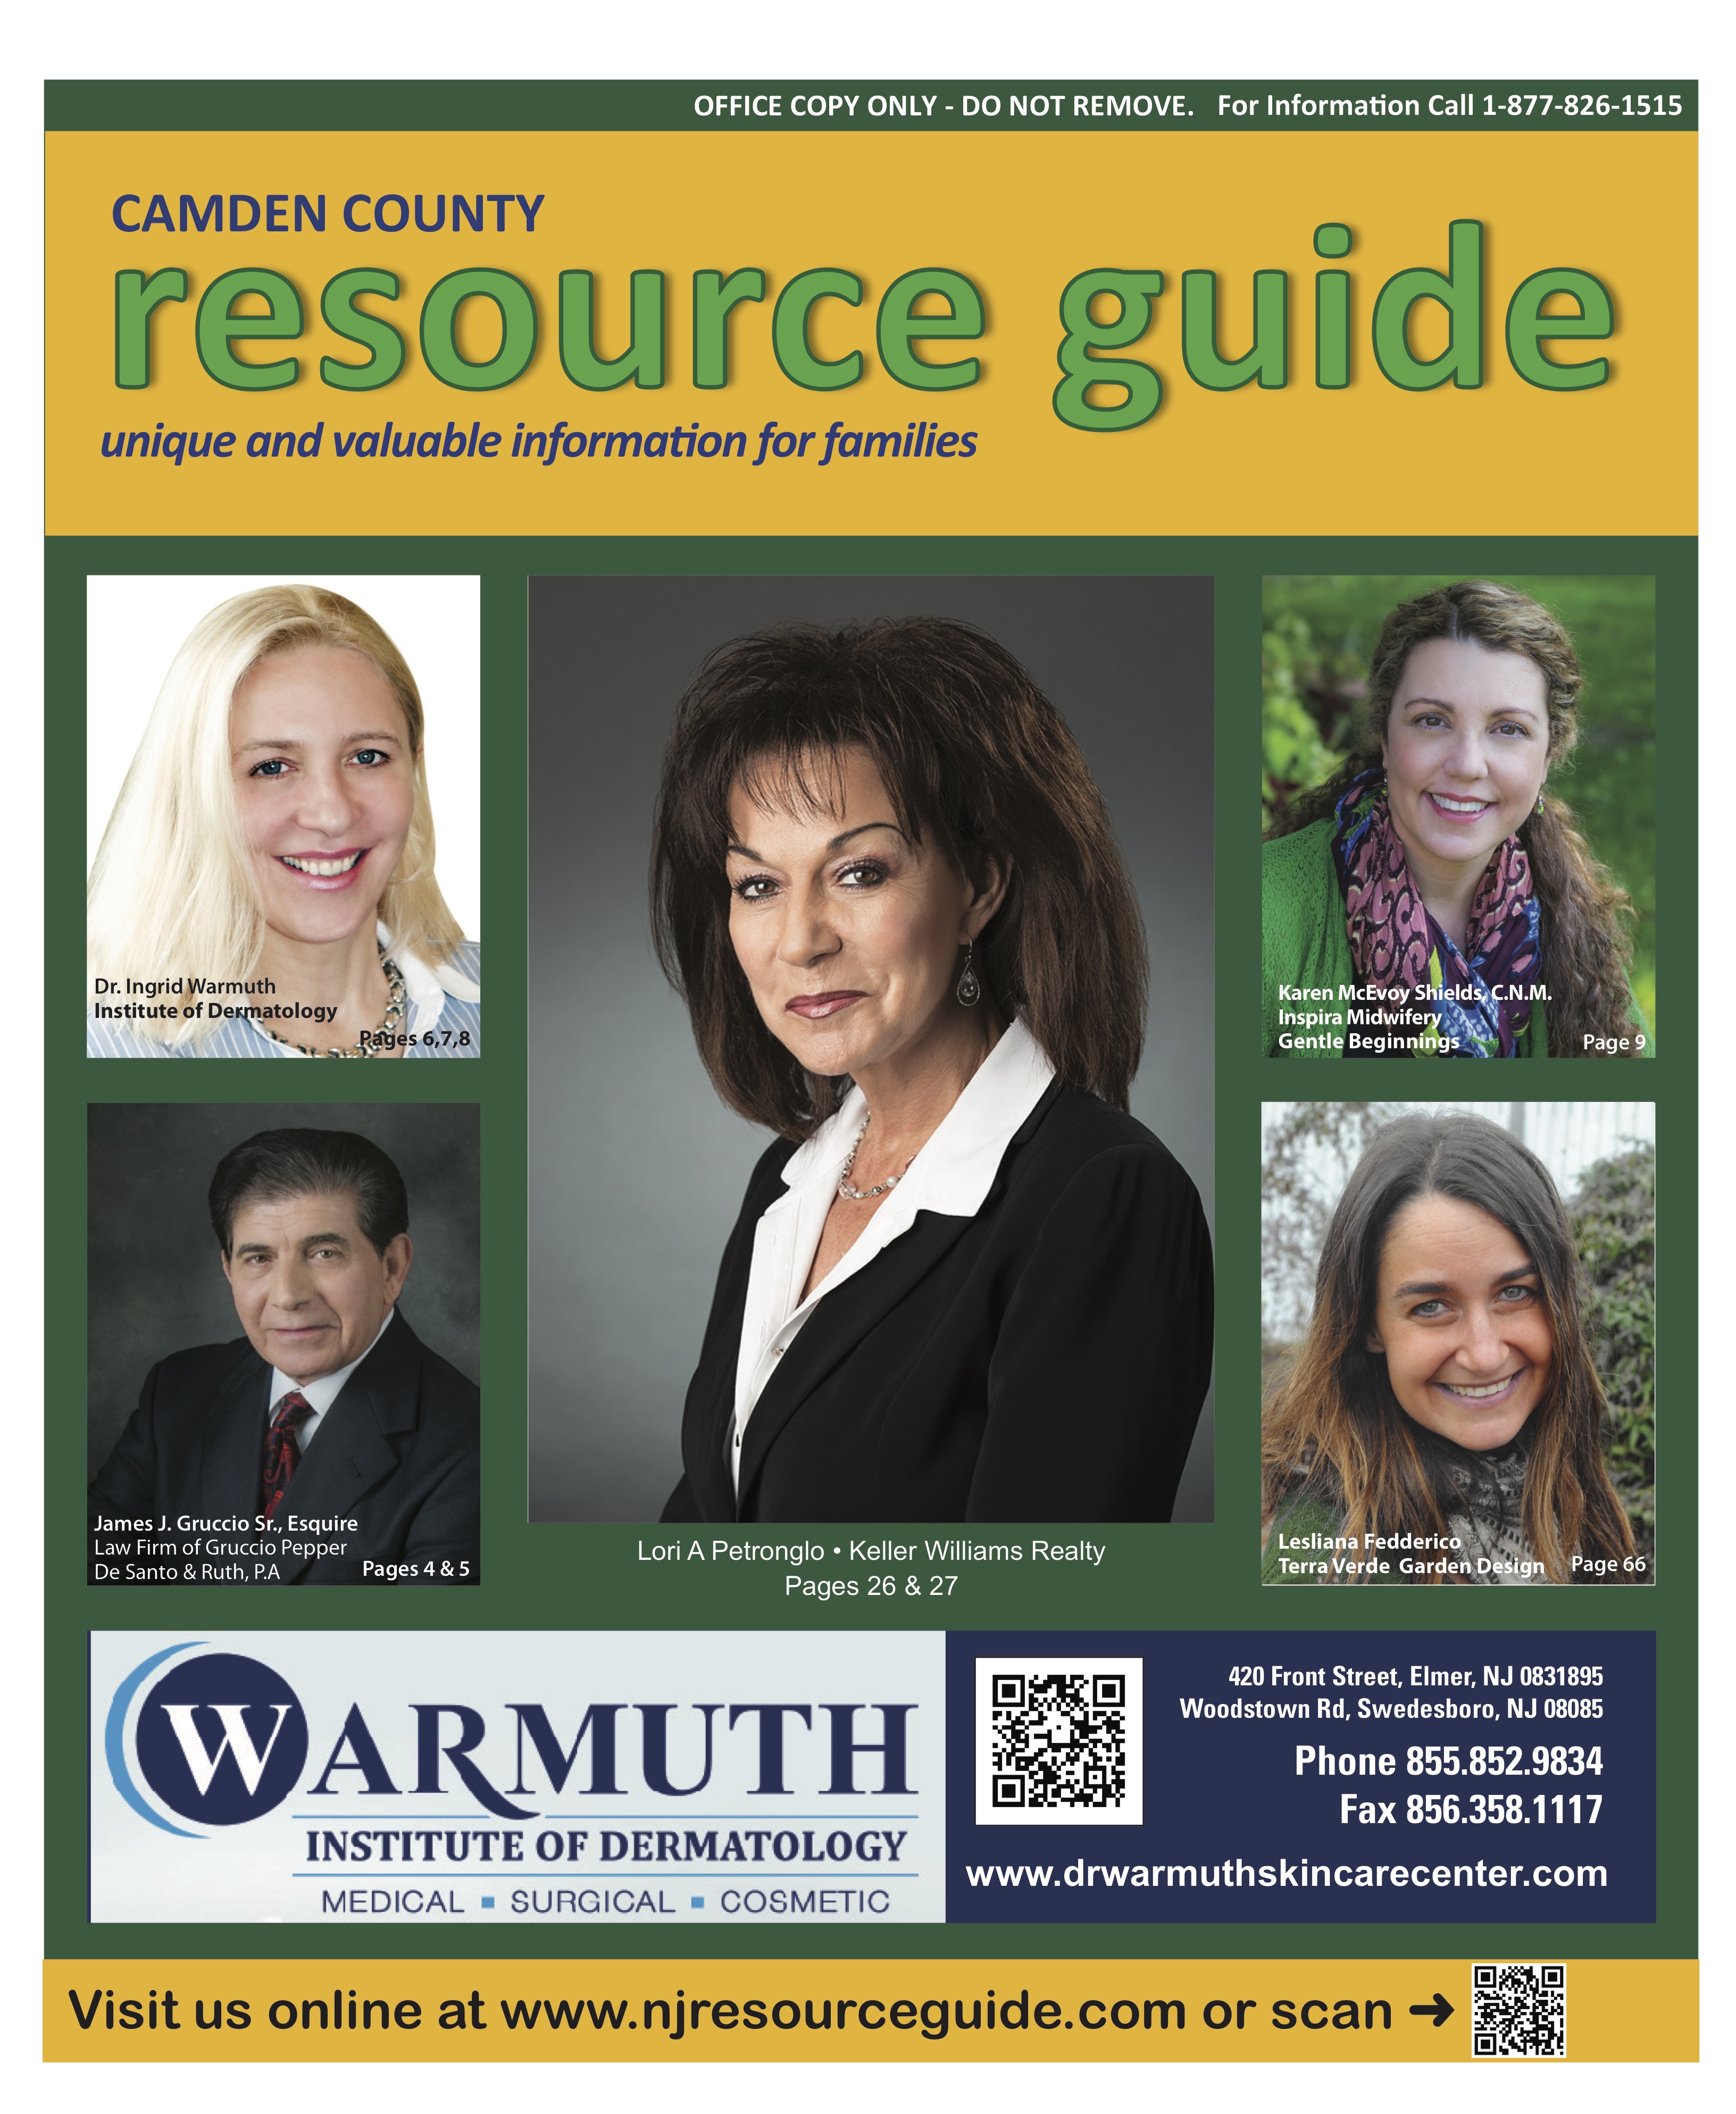 OFFICE COPY ONLY - DO NOT REMOVE. For Information Call 1-877-826-1515
CAMDEN COUNTY
resource guide
unique and valuable information for families
Dr. Ingrid Warmuth
Institute of Dermatology
Pages 6,7,8
James J. Gruccio Sr., Esquire
Law Firm of Gruccio Pepper
De Santo & Ruth, P.A
Pages 4 & 5
Lori A Petronglo • Keller Williams Realty
Pages 26 & 27
Karen McEvoy Shields, C.N.M.
Inspira Midwifery
Gentle Beginnings
Page 9
Lesliana Fedderico
Terra Verde Garden Design
Page 66
WARMUTH
INSTITUTE OF DERMATOLOGY
MEDICAL ▪ SURGICAL ▪ COSMETIC
420 Front Street, Elmer, NJ 0831895
Woodstown Rd, Swedesboro, NJ 08085
Phone 855.852.9834
Fax 856.358.1117
www.drwarmuthskincarecenter.com
Visit us online at www.njresourceguide.com or scan ➔